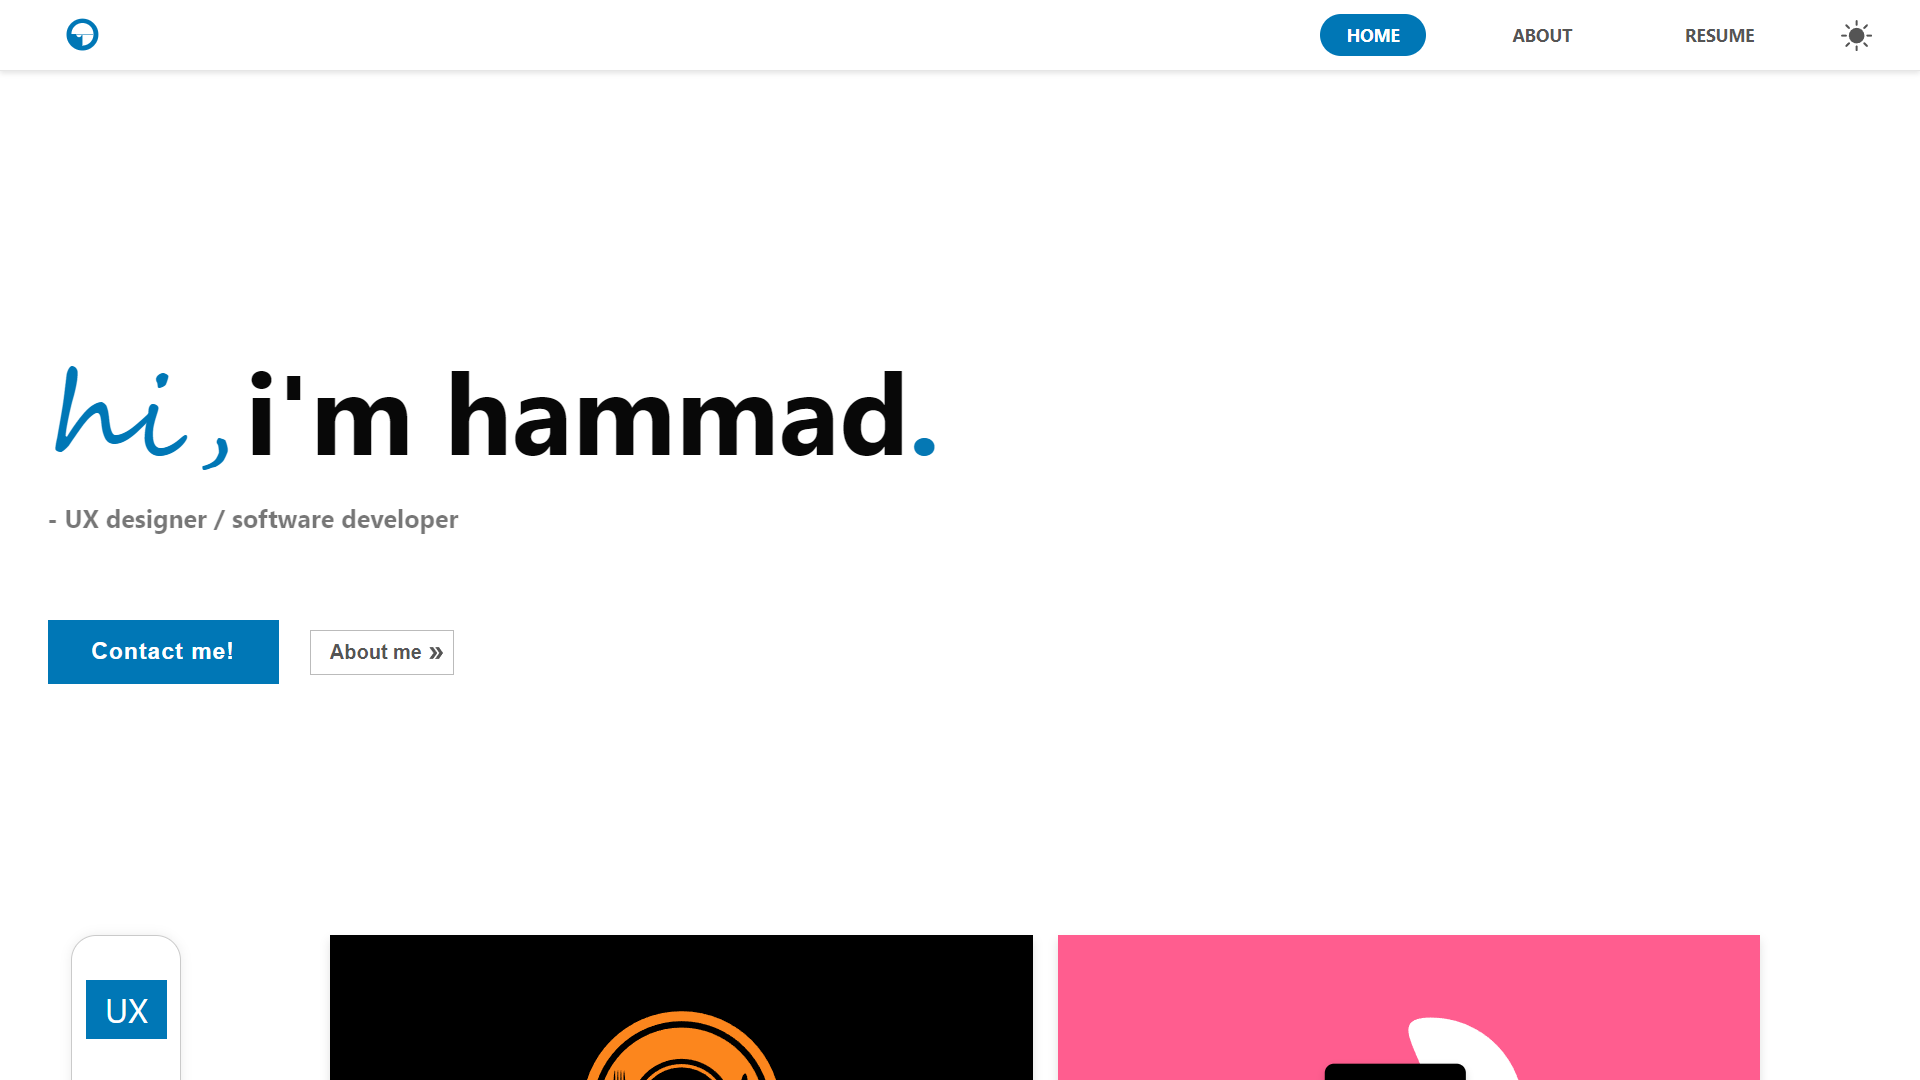 HOME ABOUT RESUME
hi, i'm hammad.
- UX designer / software developer
Contact me! About me »
UX